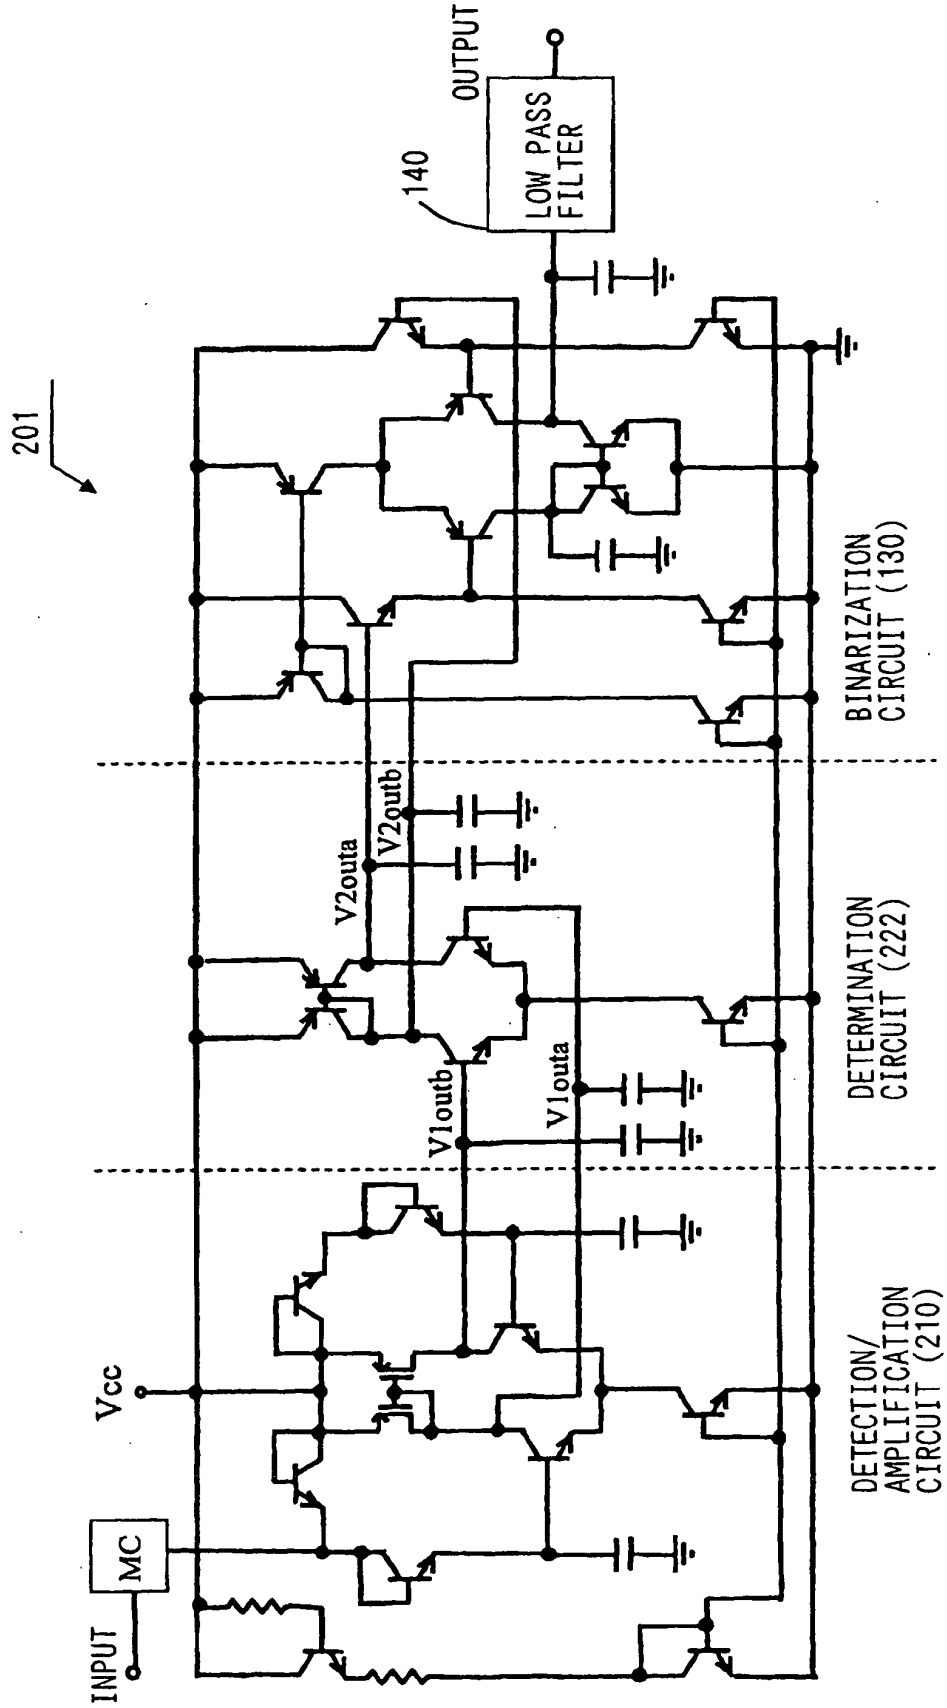 201
INPUT
MC
Vcc
V1outb
V1outa
V2outa
V2outb
140
LOW PASS
FILTER
OUTPUT
DETECTION/
AMPLIFICATION
CIRCUIT (210)
DETERMINATION
CIRCUIT (222)
BINARIZATION
CIRCUIT (130)